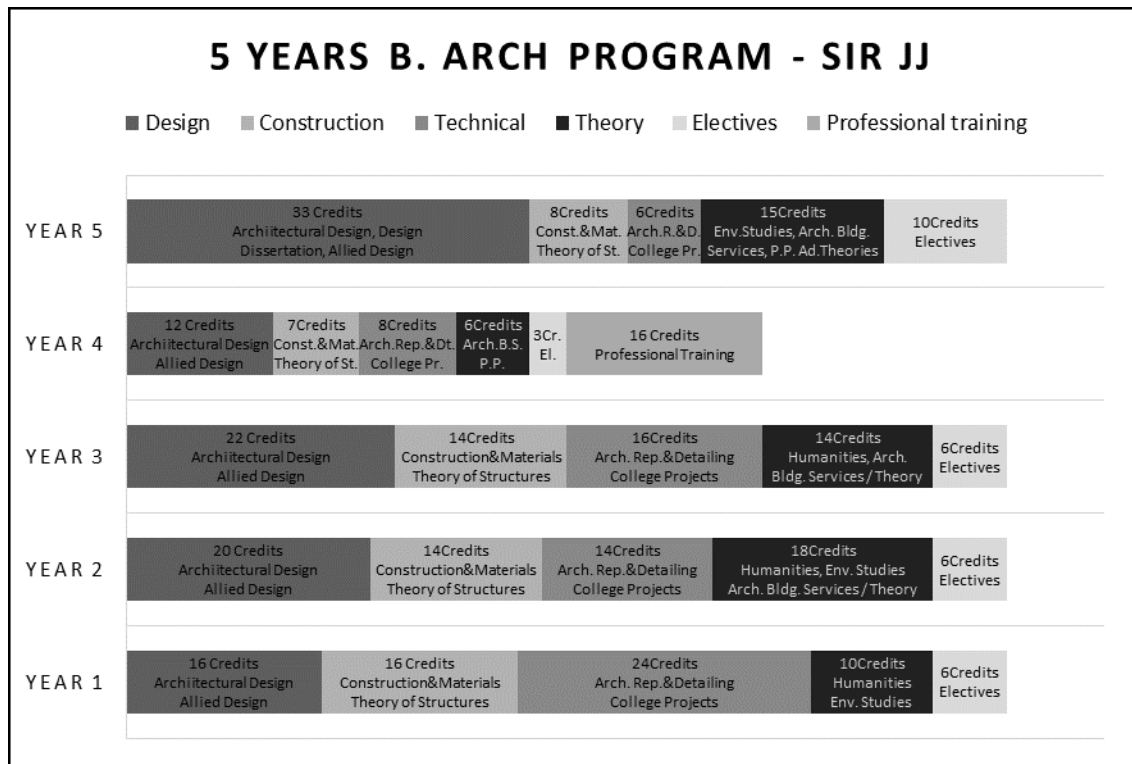 5 YEARS B. ARCH PROGRAM - SIR JJ
Design Construction Technical Theory Electives Professional training
YEAR 5
33 Credits
Archiitectural Design, Design
Dissertation, Allied Design
8Credits
Const.&Mat.
Theory of St.
6Credits
Arch.R.&D.
College Pr.
15Credits
Env.Studies, Arch. Bldg.
Services, P.P. Ad.Theories
10Credits
Electives
YEAR 4
12 Credits
Archiitectural Design
Allied Design
7Credits
Const.&Mat.
Theory of St.
8Credits
Arch.Rep.&Dt.
College Pr.
6Credits
Arch.B.S.
P.P.
3Cr.
El.
16 Credits
Professional Training
YEAR 3
22 Credits
Archiitectural Design
Allied Design
14Credits
Construction&Materials
Theory of Structures
16Credits
Arch. Rep.&Detailing
College Projects
14Credits
Humanities, Arch.
Bldg. Services / Theory
6Credits
Electives
YEAR 2
20 Credits
Archiitectural Design
Allied Design
14Credits
Construction&Materials
Theory of Structures
14Credits
Arch. Rep.&Detailing
College Projects
18Credits
Humanities, Env. Studies
Arch. Bldg. Services / Theory
6Credits
Electives
YEAR 1
16 Credits
Archiitectural Design
Allied Design
16 Credits
Construction&Materials
Theory of Structures
24Credits
Arch. Rep.&Detailing
College Projects
10Credits
Humanities
Env. Studies
6Credits
Electives